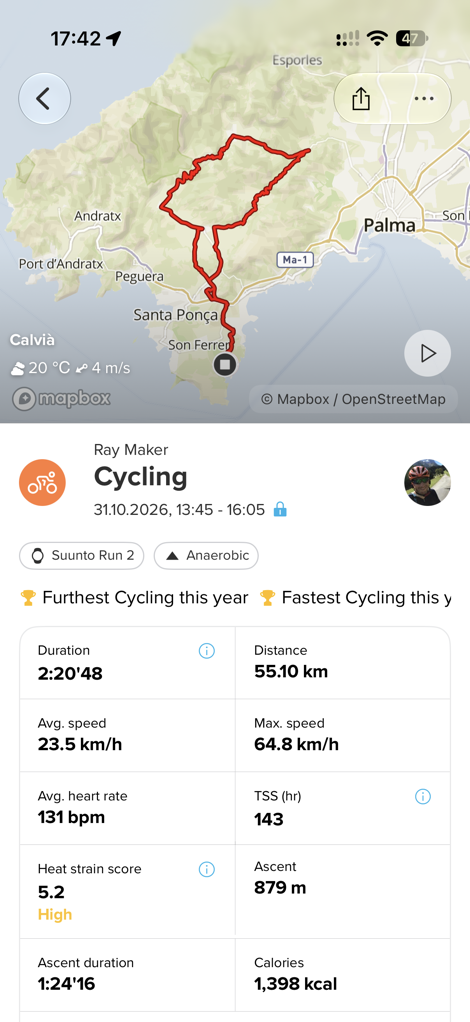 17:42
47
Esporles
Andratx
Palma
Son
Port d'Andratx
Ma-1
Peguera
Santa Ponça
Calvià
Son Ferrer
20 °C 4 m/s
mapbox
© Mapbox / OpenStreetMap
Ray Maker
Cycling
31.10.2026, 13:45 - 16:05
Suunto Run 2
Anaerobic
Furthest Cycling this year
Fastest Cycling this y
Duration
2:20'48
Distance
55.10 km
Avg. speed
23.5 km/h
Max. speed
64.8 km/h
Avg. heart rate
131 bpm
TSS (hr)
143
Heat strain score
5.2
High
Ascent
879 m
Ascent duration
1:24'16
Calories
1,398 kcal